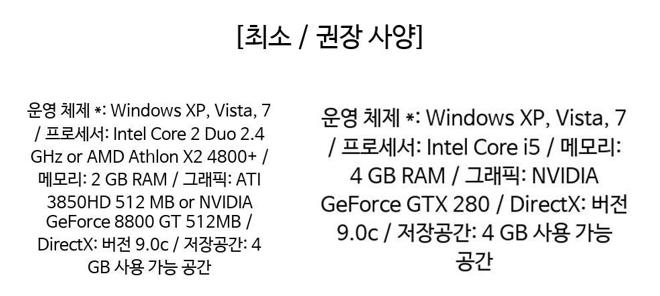 [최소 / 권장 사양]
운영 체제 *: Windows XP, Vista, 7
/ 프로세서: Intel Core 2 Duo 2.4
GHz or AMD Athlon X2 4800+ /
메모리: 2 GB RAM / 그래픽: ATI
3850HD 512 MB or NVIDIA
GeForce 8800 GT 512MB /
DirectX: 버전 9.0c / 저장공간: 4
GB 사용 가능 공간
운영 체제 *: Windows XP, Vista, 7
/ 프로세서: Intel Core i5 / 메모리:
4 GB RAM / 그래픽: NVIDIA
GeForce GTX 280 / DirectX: 버전
9.0c / 저장공간: 4 GB 사용 가능
공간